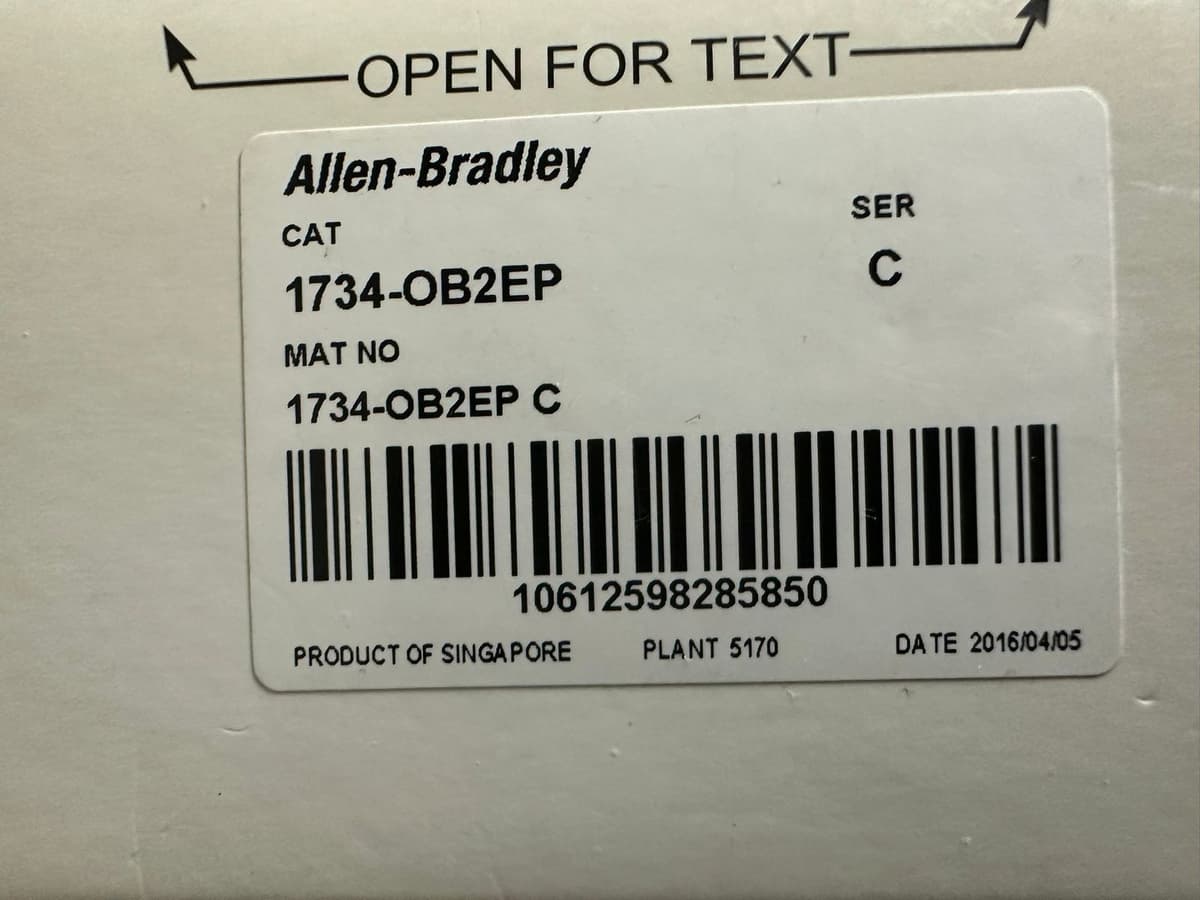 OPEN FOR TEXT
Allen-Bradley
CAT
SER
1734-OB2EP
C
MAT NO
1734-OB2EP C
10612598285850
PRODUCT OF SINGAPORE PLANT 5170 DATE 2016/04/05